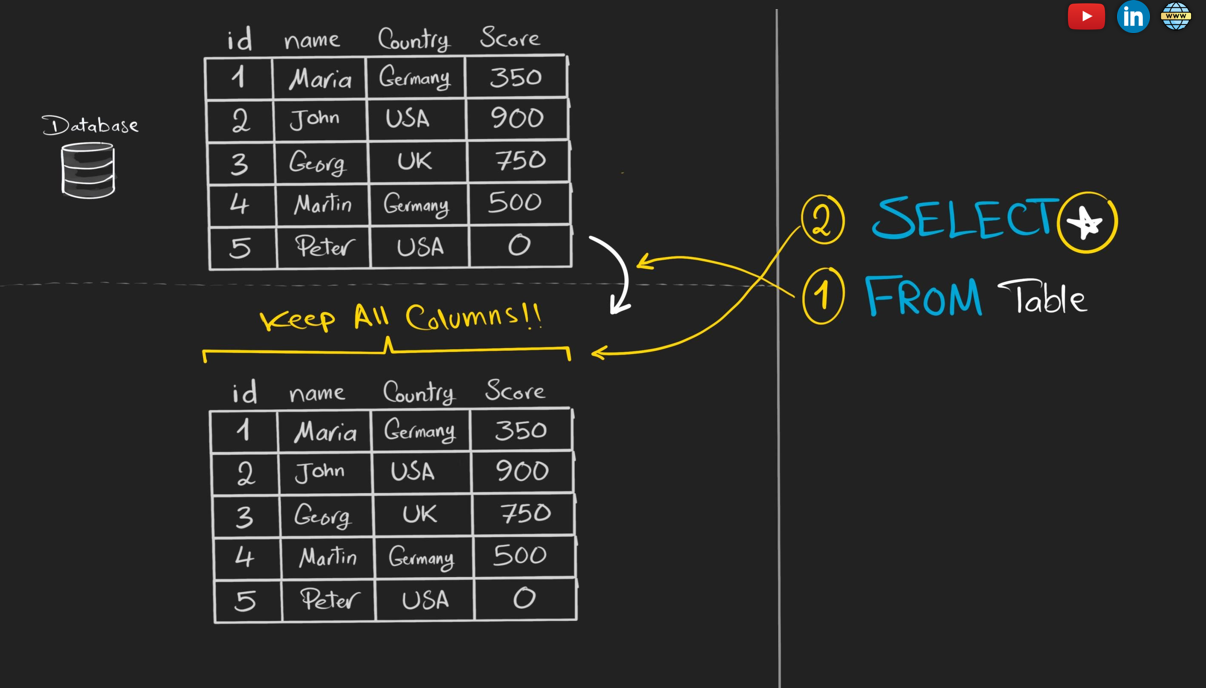 id name Country Score
1 Maria Germany 350
2 John USA 900
3 Georg UK 750
4 Martin Germany 500
5 Peter USA 0
Database
Keep All Columns!!
id name Country Score
1 Maria Germany 350
2 John USA 900
3 Georg UK 750
4 Martin Germany 500
5 Peter USA 0
in
WWW
2 SELECT *
1 FROM Table